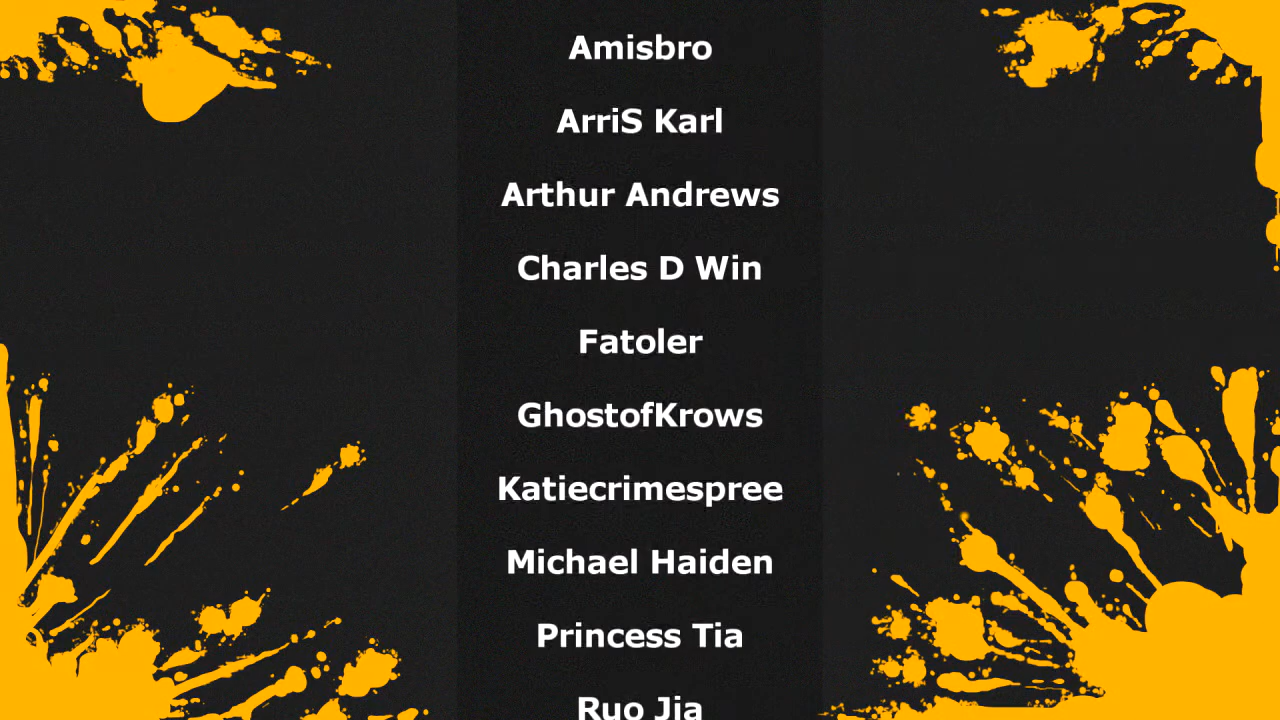 Amisbro
ArriS Karl
Arthur Andrews
Charles D Win
Fatoler
GhostofKrows
Katiecrimespree
Michael Haiden
Princess Tia
Ruo Jia